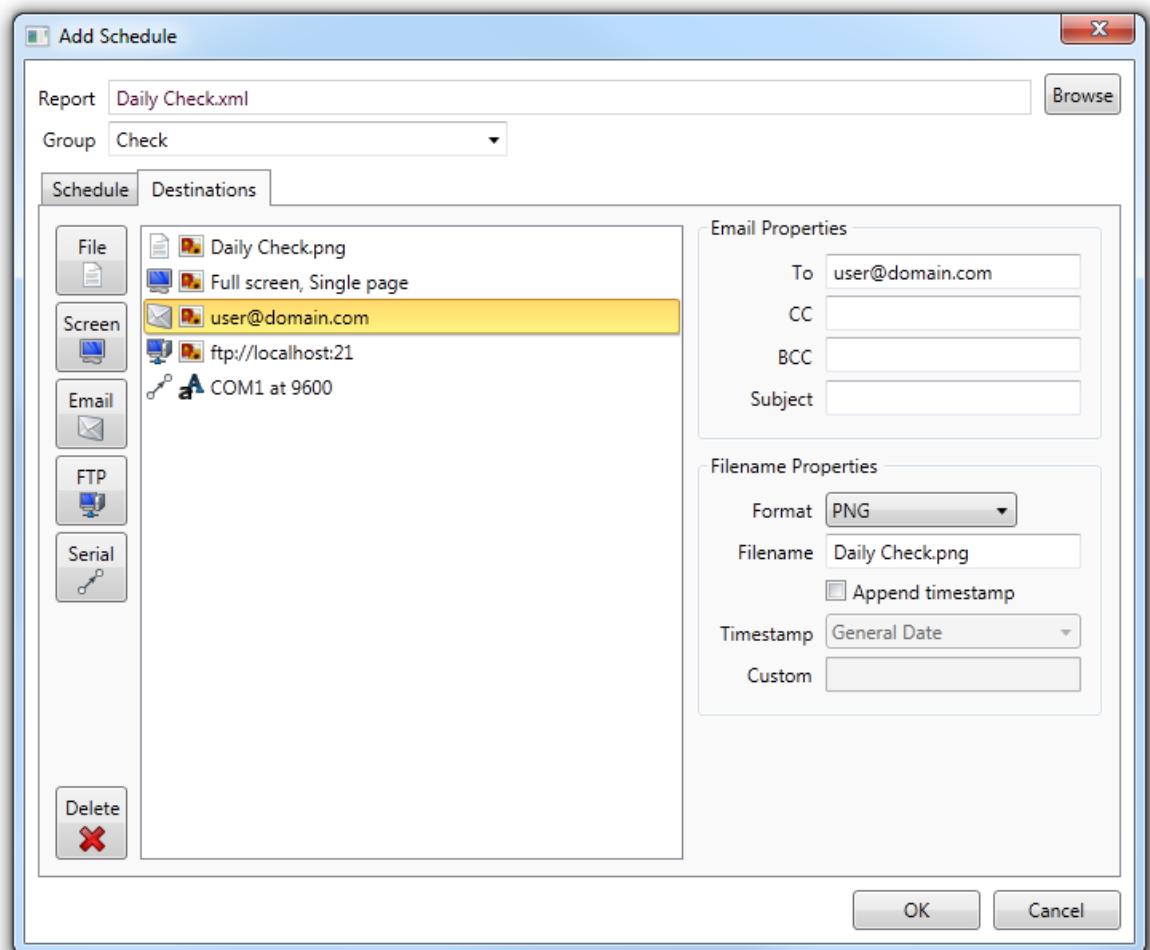 Add Schedule
Report Daily Check.xml Browse
Group Check
Schedule Destinations
File
Screen
Email
FTP
Serial
Delete
Daily Check.png
Full screen, Single page
user@domain.com
ftp://localhost:21
COM1 at 9600
Email Properties
To user@domain.com
CC
BCC
Subject
Filename Properties
Format PNG
Filename Daily Check.png
Append timestamp
Timestamp General Date
Custom
OK Cancel